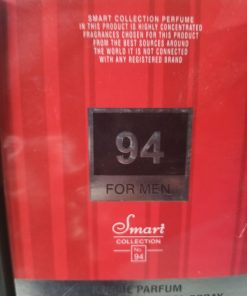 SMART COLLECTION PERFUME
IN THIS PRODUCT IS HIGHLY CONCENTRATED
FRAGRANCES CHOSEN FOR THIS PRODUCT
FROM THE BEST SOURCES AROUND
THE WORLD IT IS NOT CONNECTED
WITH ANY REGISTERED BRAND
94
FOR MEN
Smart
COLLECTION
No.
94
PARFUM
SPRAY